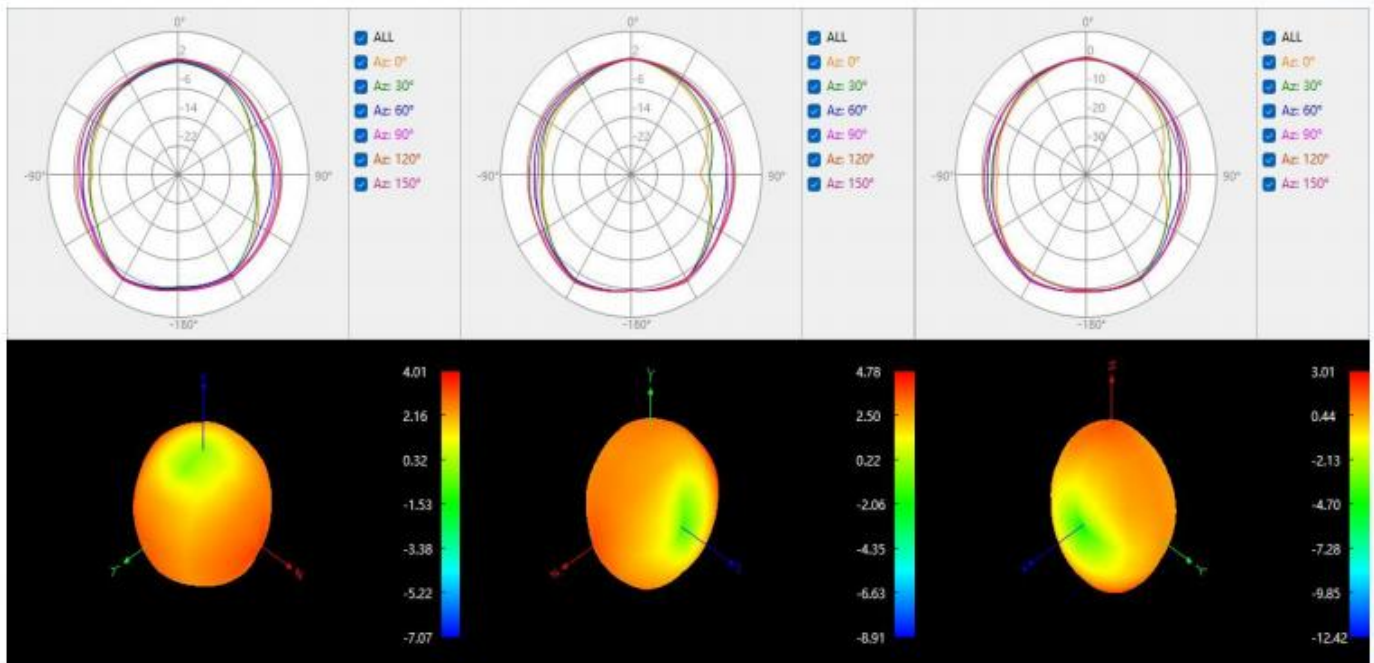 0°
2
-6
-14
-22
-90°
90°
-180°
ALL
Az: 0°
Az: 30°
Az: 60°
Az: 90°
Az: 120°
Az: 150°
0°
2
-6
-14
-22
-90°
90°
-180°
ALL
Az: 0°
Az: 30°
Az: 60°
Az: 90°
Az: 120°
Az: 150°
0°
0
-10
20
30
-90°
90°
-180°
ALL
Az: 0°
Az: 30°
Az: 60°
Az: 90°
Az: 120°
Az: 150°
Y
4.01
2.16
0.32
-1.53
-3.38
-5.22
-7.07
Y
4.78
2.50
0.22
-2.06
-4.35
-6.63
-8.91
Y
3.01
0.44
-2.13
-4.70
-7.28
-9.85
-12.42